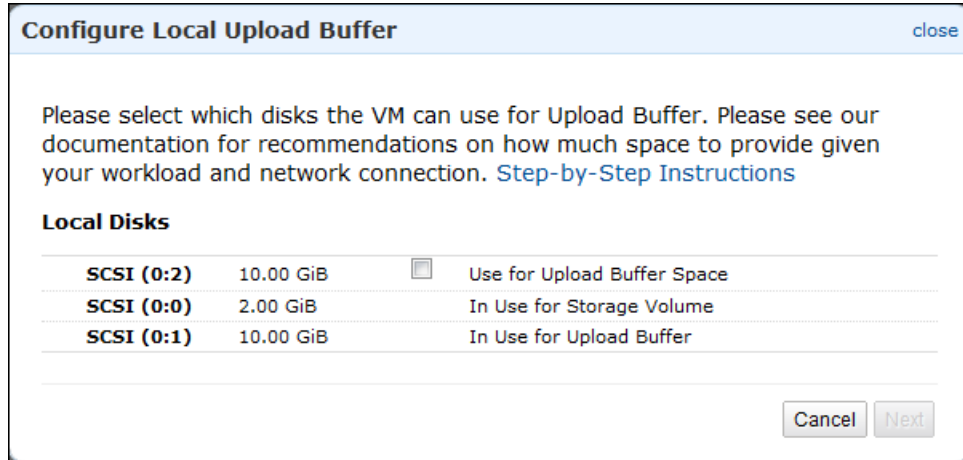 Configure Local Upload Buffer close
Please select which disks the VM can use for Upload Buffer. Please see our
documentation for recommendations on how much space to provide given
your workload and network connection. Step-by-Step Instructions
Local Disks
SCSI (0:2) 10.00 GiB Use for Upload Buffer Space
SCSI (0:0) 2.00 GiB In Use for Storage Volume
SCSI (0:1) 10.00 GiB In Use for Upload Buffer
Cancel Next